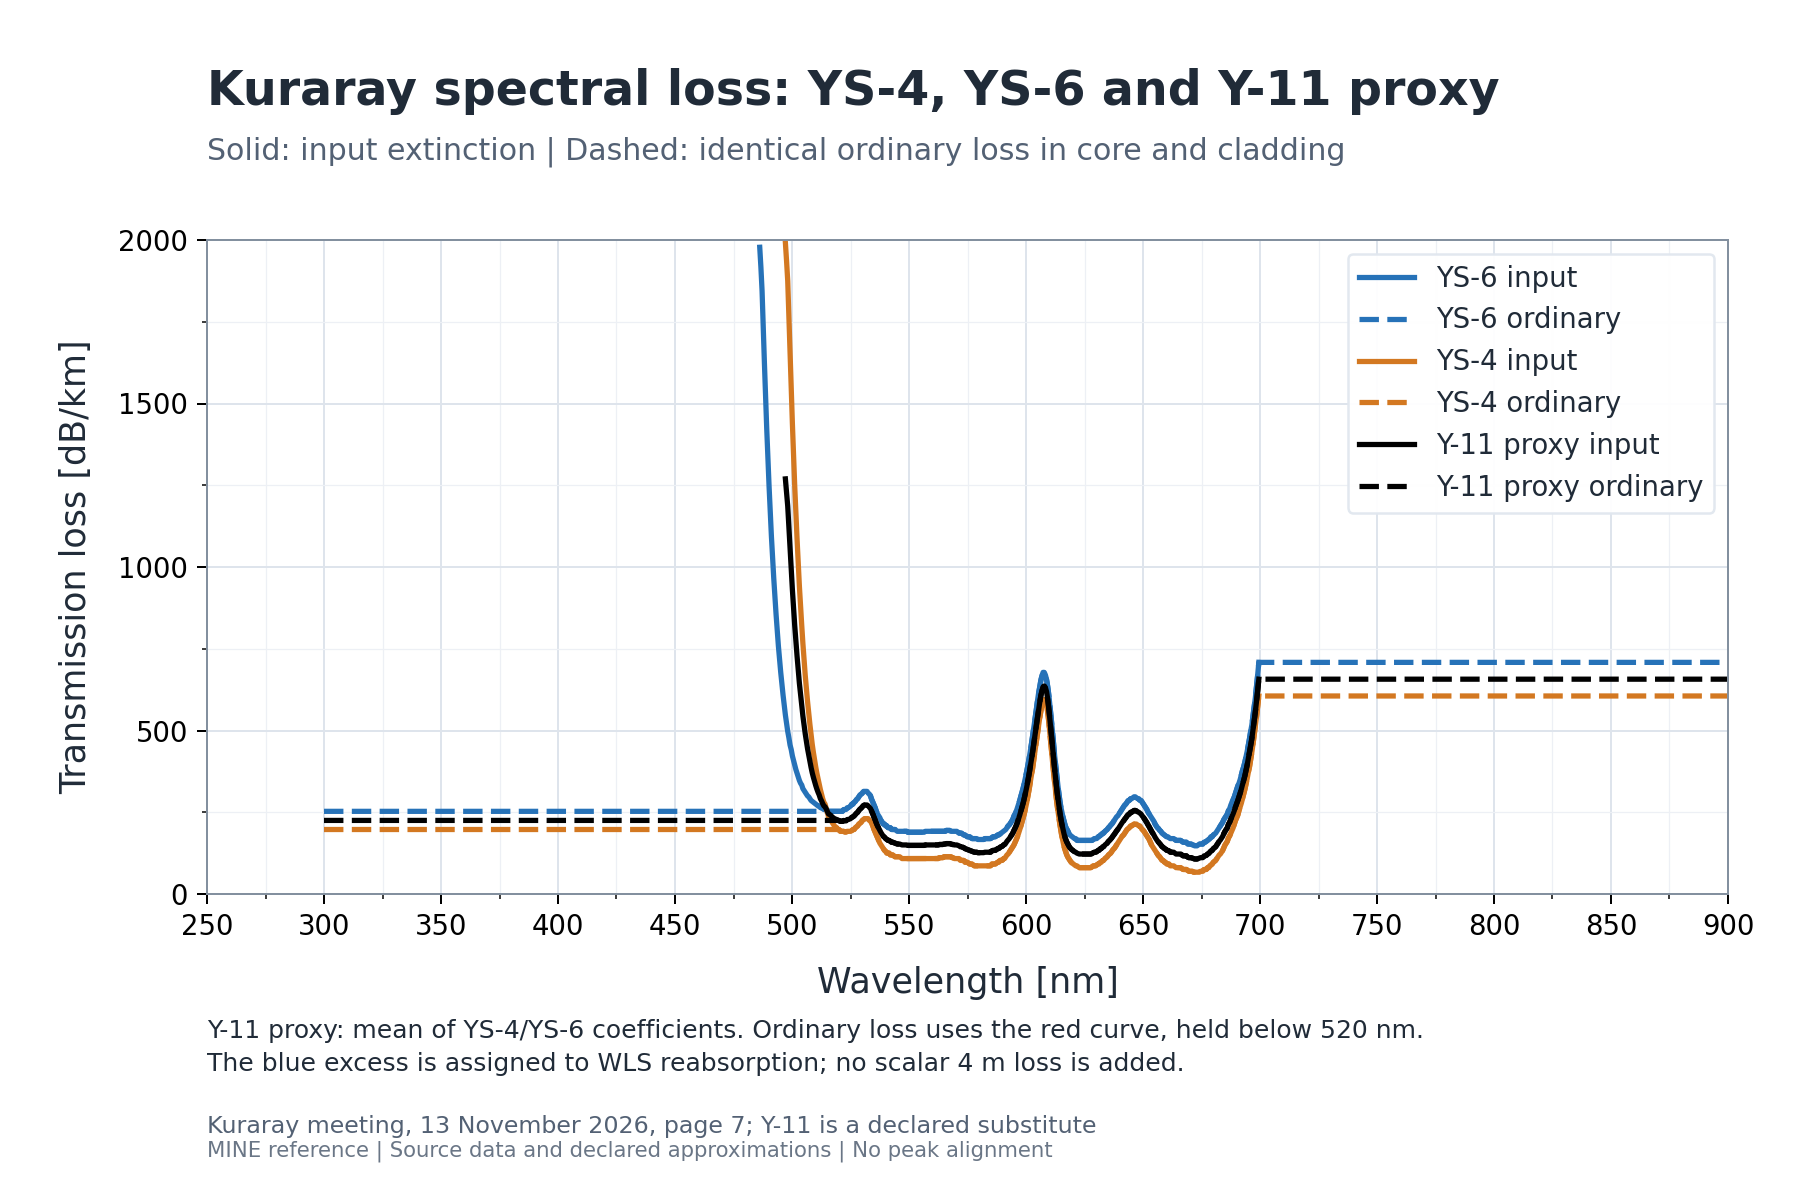 Kuraray spectral loss: YS-4, YS-6 and Y-11 proxy
Solid: input extinction | Dashed: identical ordinary loss in core and cladding
Transmission loss [dB/km]
2000
1500
1000
500
0
YS-6 input
YS-6 ordinary
YS-4 input
YS-4 ordinary
Y-11 proxy input
Y-11 proxy ordinary
250 300 350 400 450 500 550 600 650 700 750 800 850 900
Wavelength [nm]
Y-11 proxy: mean of YS-4/YS-6 coefficients. Ordinary loss uses the red curve, held below 520 nm.
The blue excess is assigned to WLS reabsorption; no scalar 4 m loss is added.
Kuraray meeting, 13 November 2026, page 7; Y-11 is a declared substitute
MINE reference | Source data and declared approximations | No peak alignment